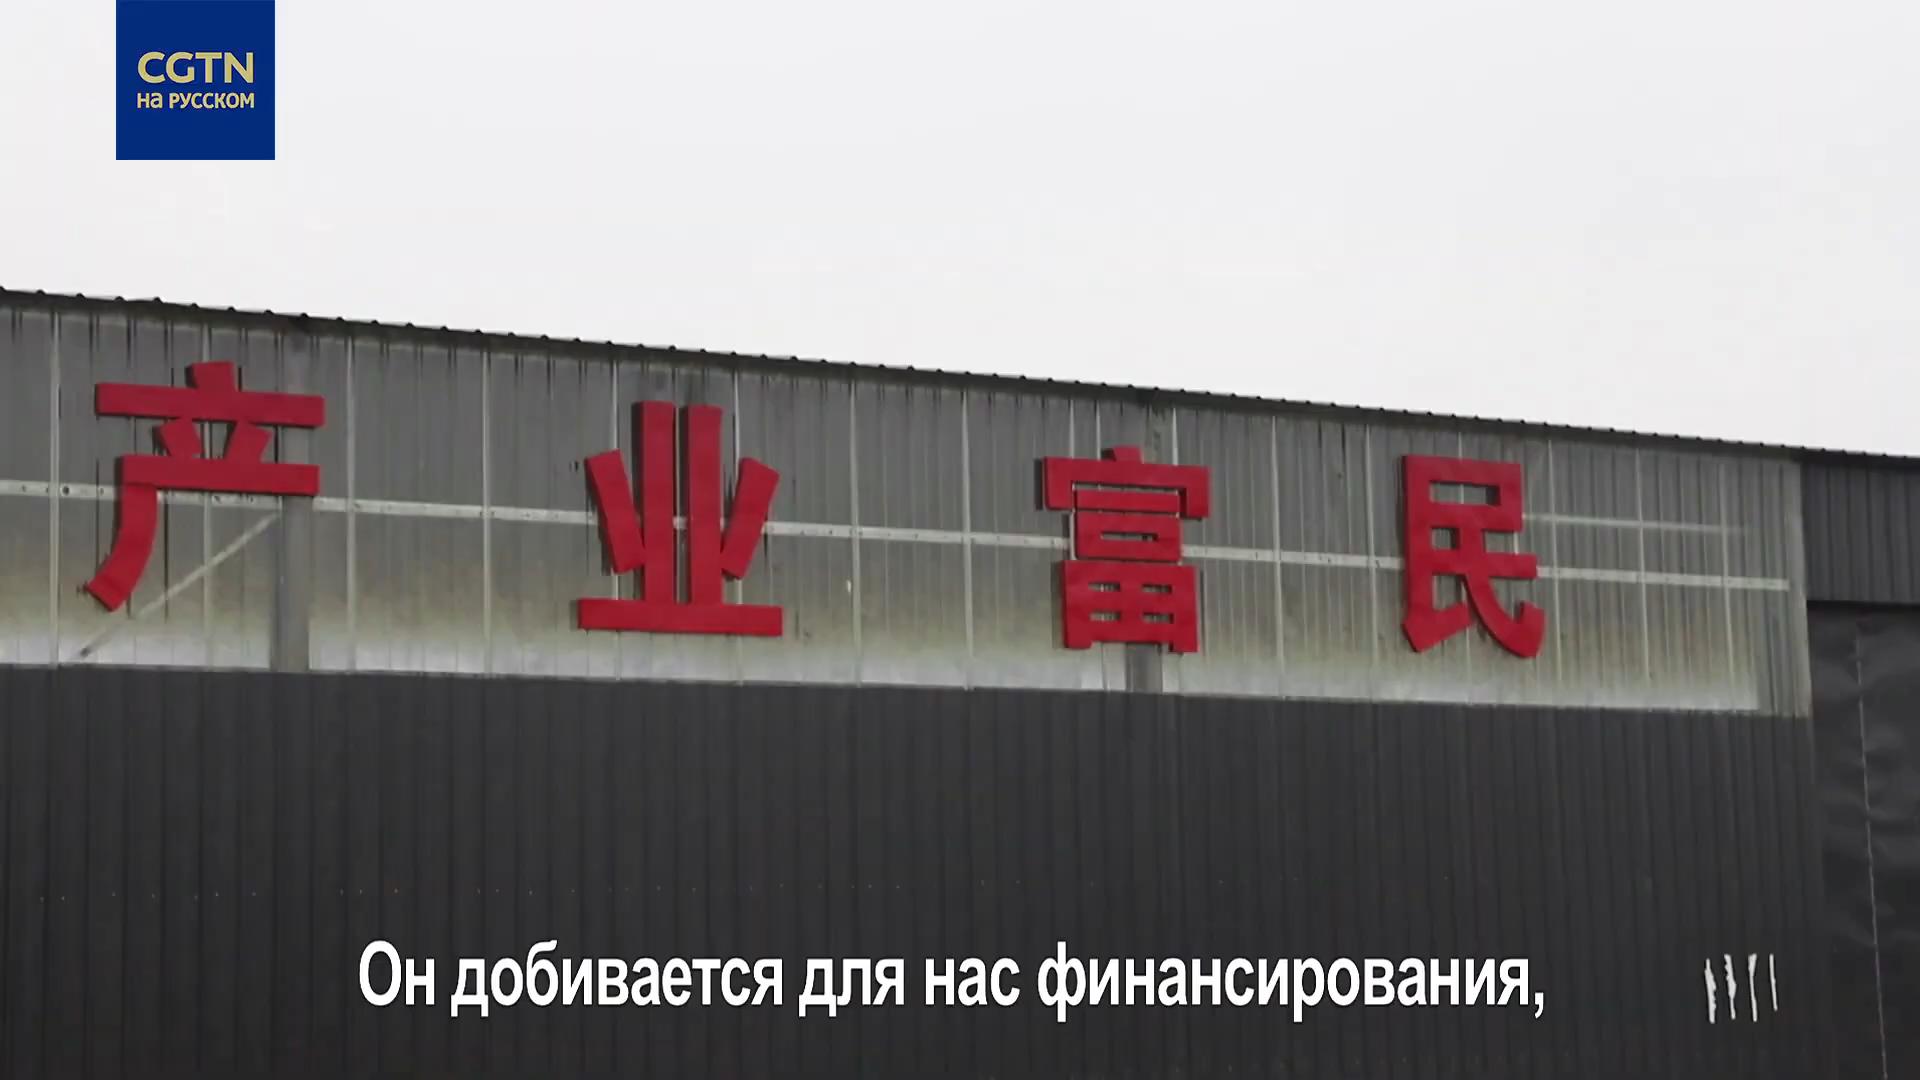 CGTN
на русском
产业富民
Он добивается для нас финансирования,